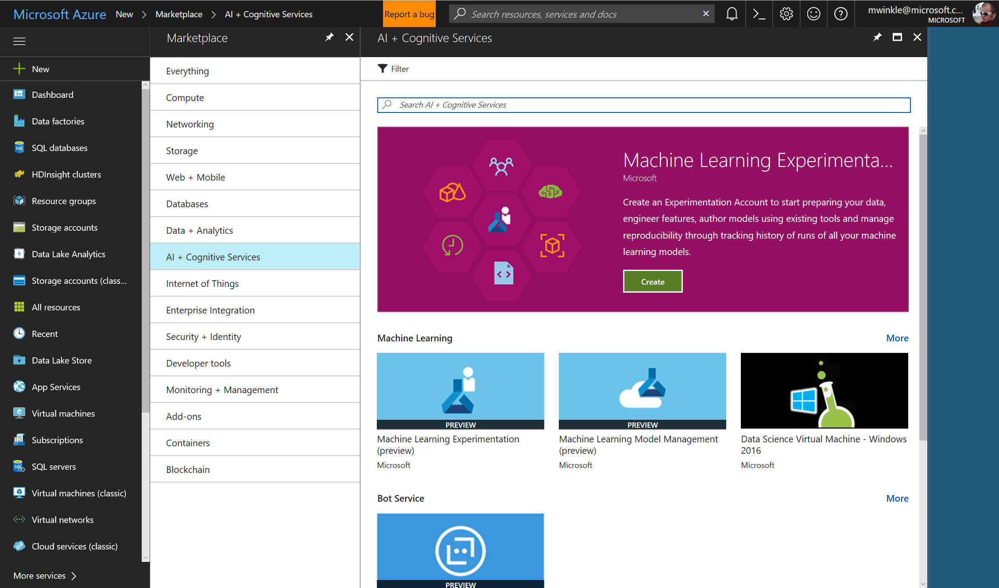 Microsoft Azure New Marketplace AI + Cognitive Services
Report a bug
Search resources, services and docs
mwinkle@microsoft.c...
MICROSOFT
New
Dashboard
Data factories
SQL databases
HDInsight clusters
Resource groups
Storage accounts
Data Lake Analytics
Storage accounts (class...
All resources
Recent
Data Lake Store
App Services
Virtual machines
Subscriptions
SQL servers
Virtual machines (classic)
Virtual networks
Cloud services (classic)
More services
Marketplace
Everything
Compute
Networking
Storage
Web + Mobile
Databases
Data + Analytics
AI + Cognitive Services
Internet of Things
Enterprise Integration
Security + Identity
Developer tools
Monitoring + Management
Add-ons
Containers
Blockchain
AI + Cognitive Services
Filter
Search AI + Cognitive Services
Machine Learning Experimenta...
Microsoft
Create an Experimentation Account to start preparing your data,
engineer features, author models using existing tools and manage
reproducibility through tracking history of runs of all your machine
learning models.
Create
Machine Learning
More
PREVIEW
Machine Learning Experimentation
(preview)
Microsoft
PREVIEW
Machine Learning Model Management
(preview)
Microsoft
Data Science Virtual Machine - Windows
2016
Microsoft
Bot Service
More
PREVIEW